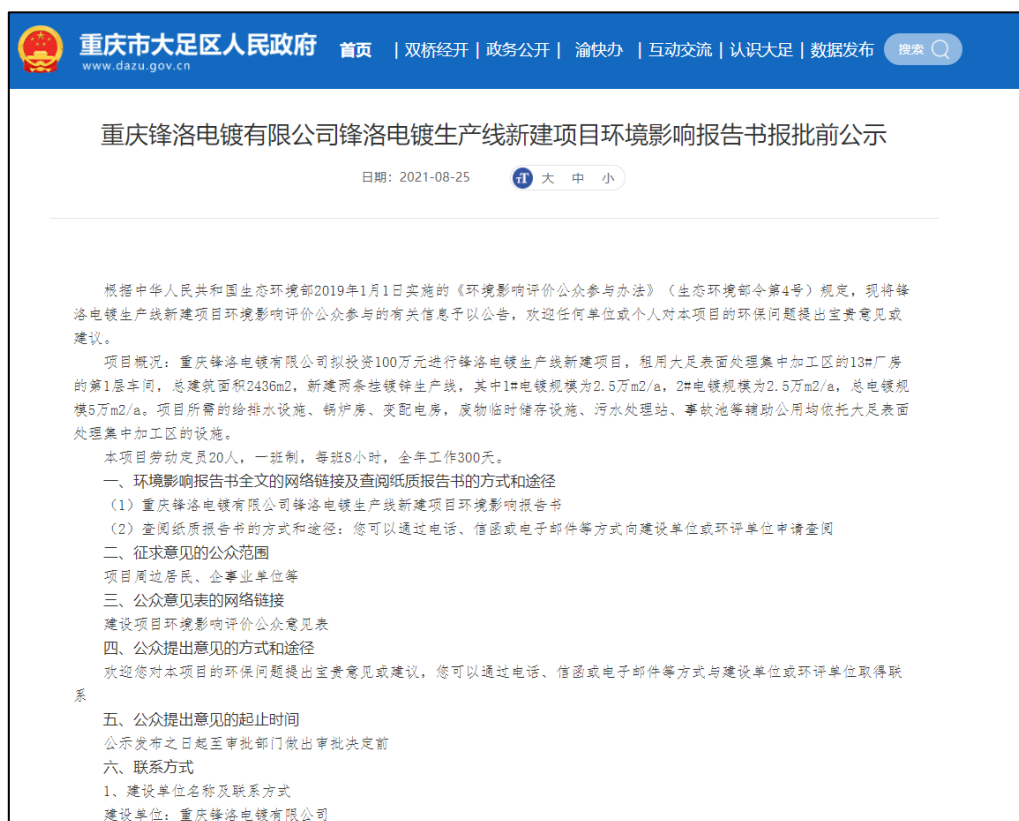 重庆市大足区人民政府
www.dazu.gov.cn
首页 | 双桥经开 | 政务公开 | 渝快办 | 互动交流 | 认识大足 | 数据发布 搜索
重庆锋洛电镀有限公司锋洛电镀生产线新建项目环境影响报告书报批前公示
日期：2021-08-25 大 中 小
根据中华人民共和国生态环境部2019年1月1日实施的《环境影响评价公众参与办法》（生态环境部令第4号）规定，现将锋
洛电镀生产线新建项目环境影响评价公众参与的有关信息予以公告，欢迎任何单位或个人对本项目的环保问题提出宝贵意见或
建议。
项目概况：重庆锋洛电镀有限公司拟投资100万元进行锋洛电镀生产线新建项目，租用大足表面处理集中加工区的13#厂房
的第1层车间，总建筑面积2436m2，新建两条挂镀锌生产线，其中1#电镀规模为2.5万m2/a，2#电镀规模为2.5万m2/a，总电镀规
模5万m2/a。项目所需的给排水设施、锅炉房、变配电房，废物临时储存设施、污水处理站、事故池等辅助公用均依托大足表面
处理集中加工区的设施。
本项目劳动定员20人，一班制，每班8小时，全年工作300天。
一、环境影响报告书全文的网络链接及查阅纸质报告书的方式和途径
（1）重庆锋洛电镀有限公司锋洛电镀生产线新建项目环境影响报告书
（2）查阅纸质报告书的方式和途径：您可以通过电话、信函或电子邮件等方式向建设单位或环评单位申请查阅
二、征求意见的公众范围
项目周边居民、企事业单位等
三、公众意见表的网络链接
建设项目环境影响评价公众意见表
四、公众提出意见的方式和途径
欢迎您对本项目的环保问题提出宝贵意见或建议，您可以通过电话、信函或电子邮件等方式与建设单位或环评单位取得联
系
五、公众提出意见的起止时间
公示发布之日起至审批部门做出审批决定前
六、联系方式
1、建设单位名称及联系方式
建设单位：重庆锋洛电镀有限公司